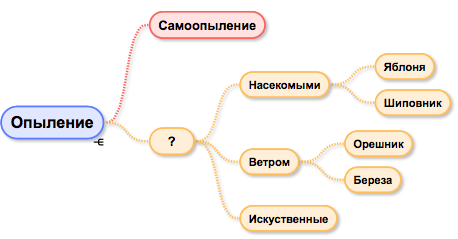 Опыление
Самоопыление
?
Насекомыми
Яблоня
Шиповник
Ветром
Орешник
Береза
Искуственные